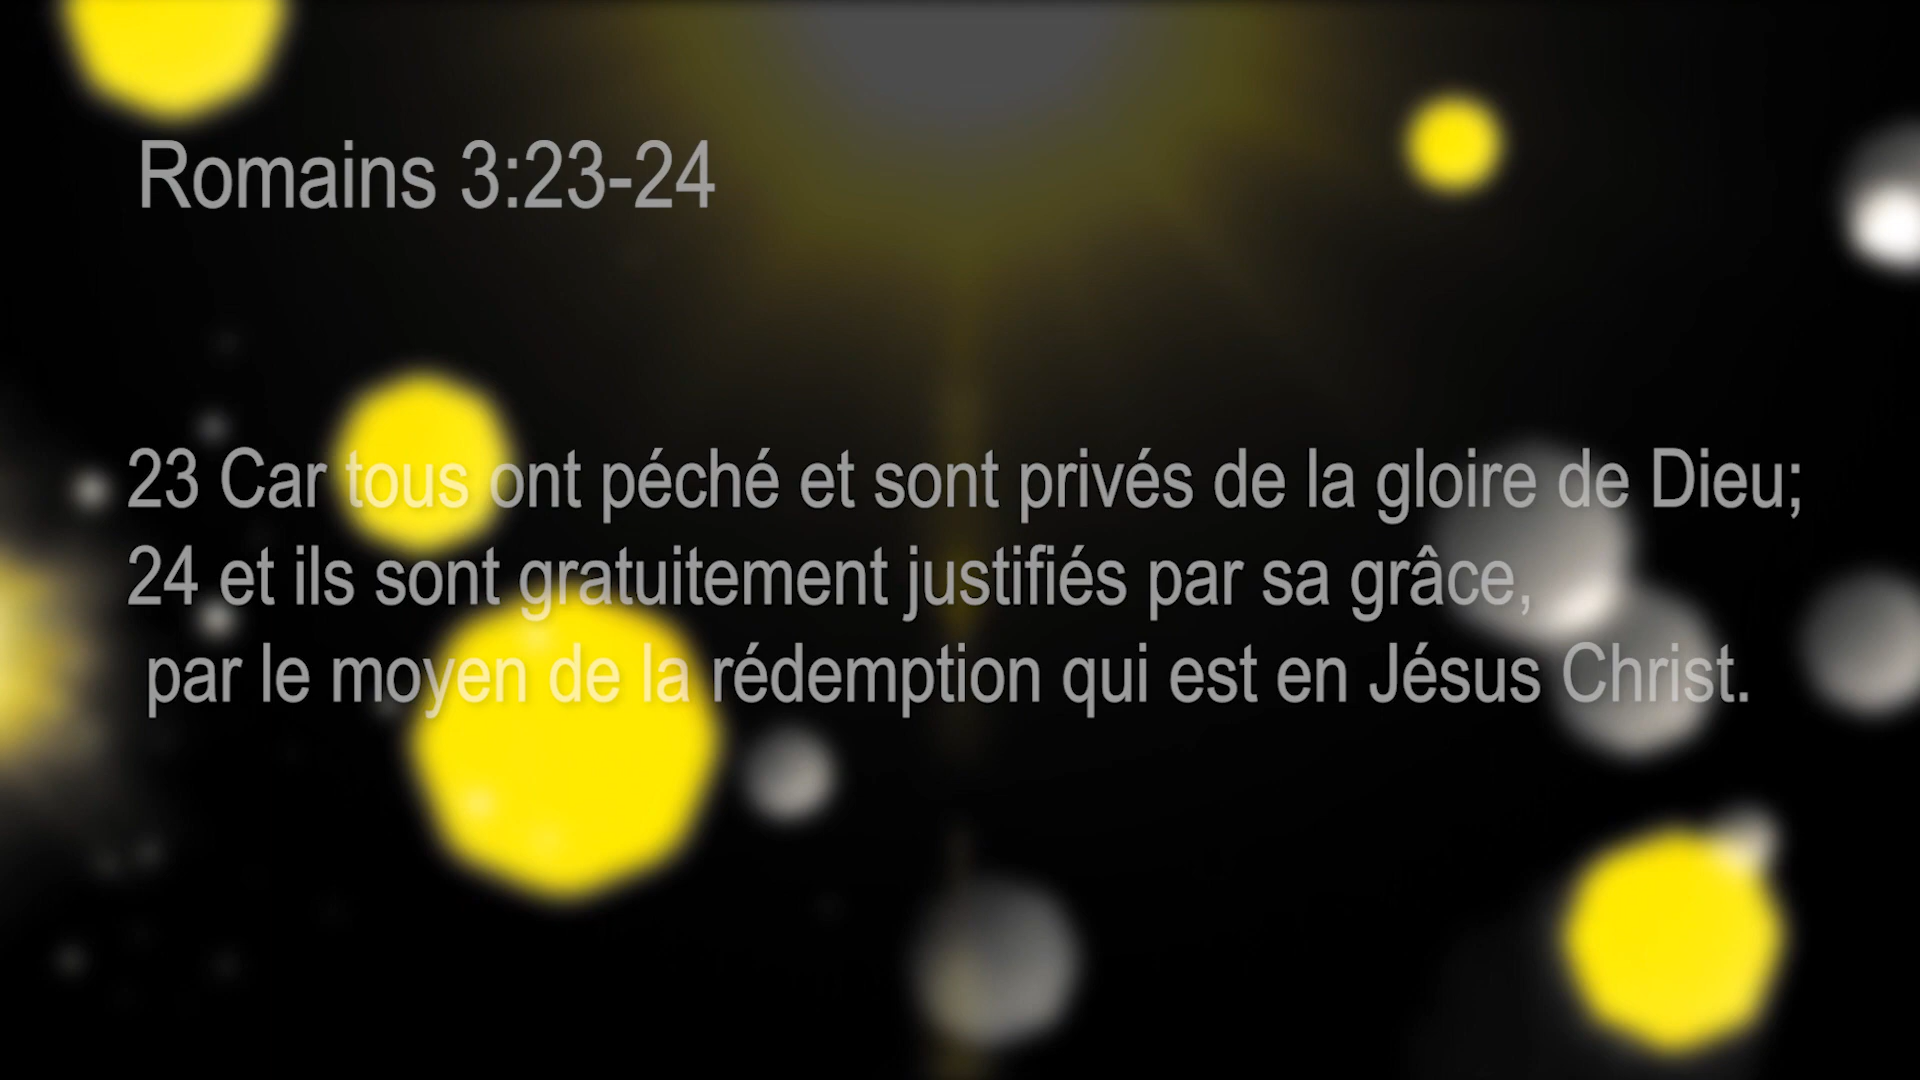 Romains 3:23-24
23 Car tous ont péché et sont privés de la gloire de Dieu;
24 et ils sont gratuitement justifiés par sa grâce,
par le moyen de la rédemption qui est en Jésus Christ.